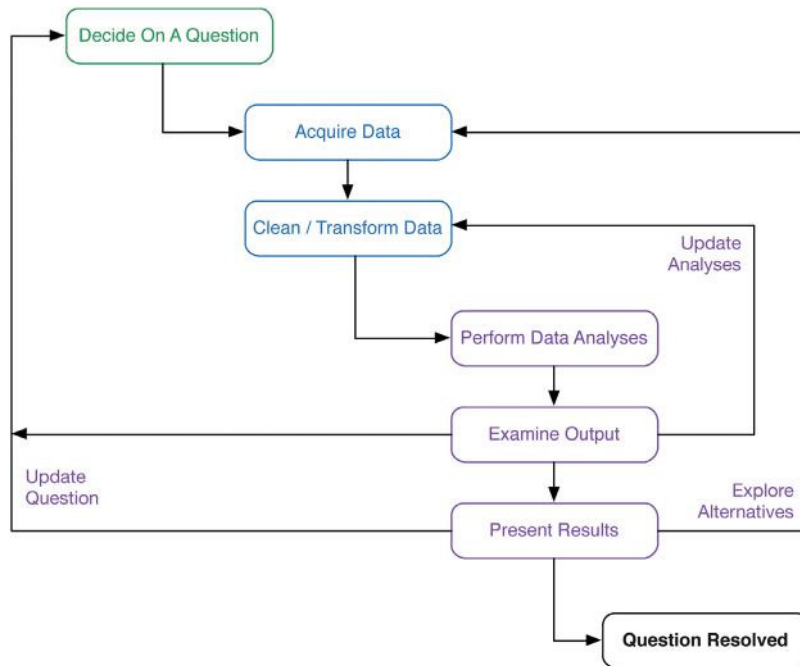 Decide On A Question
Acquire Data
Clean / Transform Data
Update
Analyses
Perform Data Analyses
Examine Output
Update
Question
Present Results
Explore
Alternatives
Question Resolved